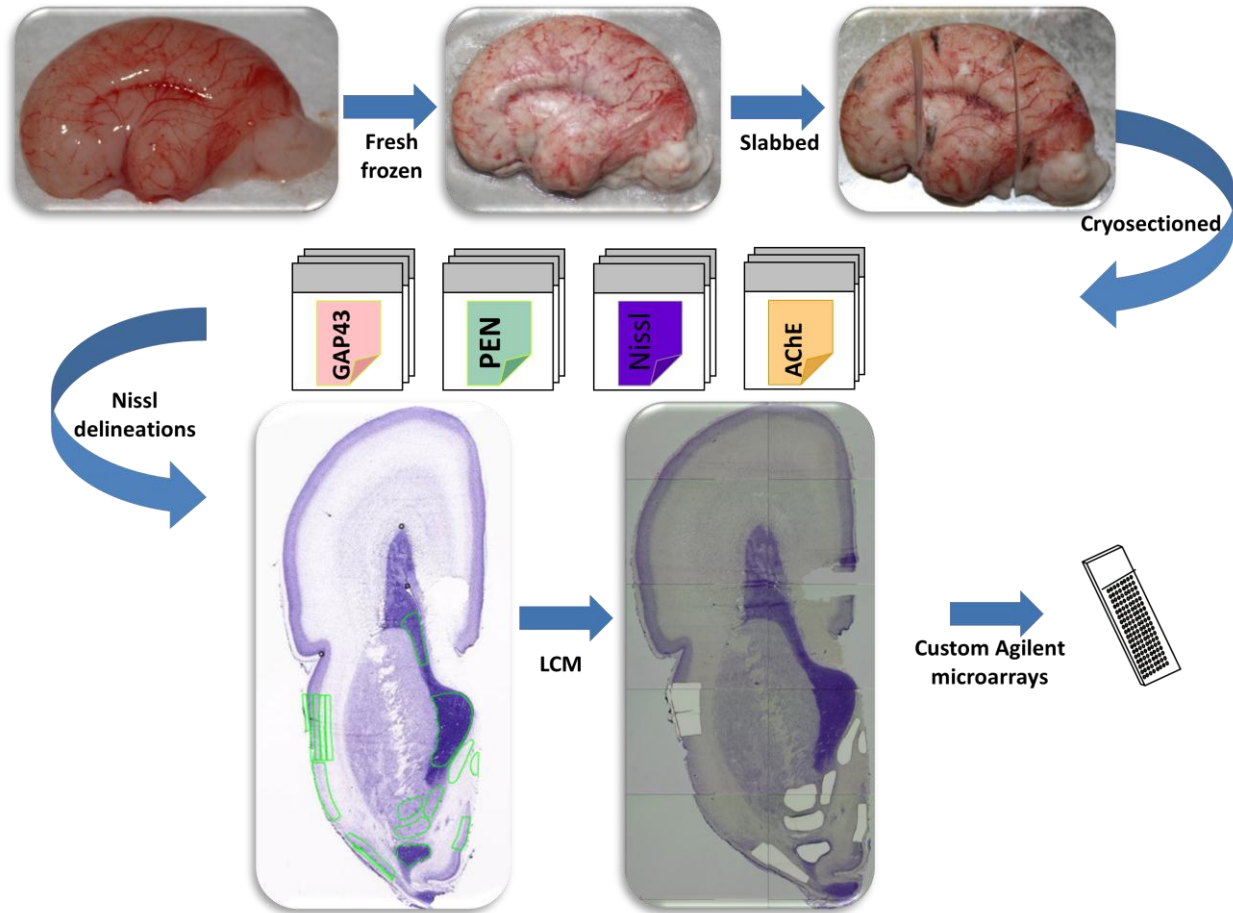 Fresh
frozen
Slabbed
Cryosectioned
GAP43
PEN
Nissl
AChE
Nissl
delineations
LCM
Custom Agilent
microarrays